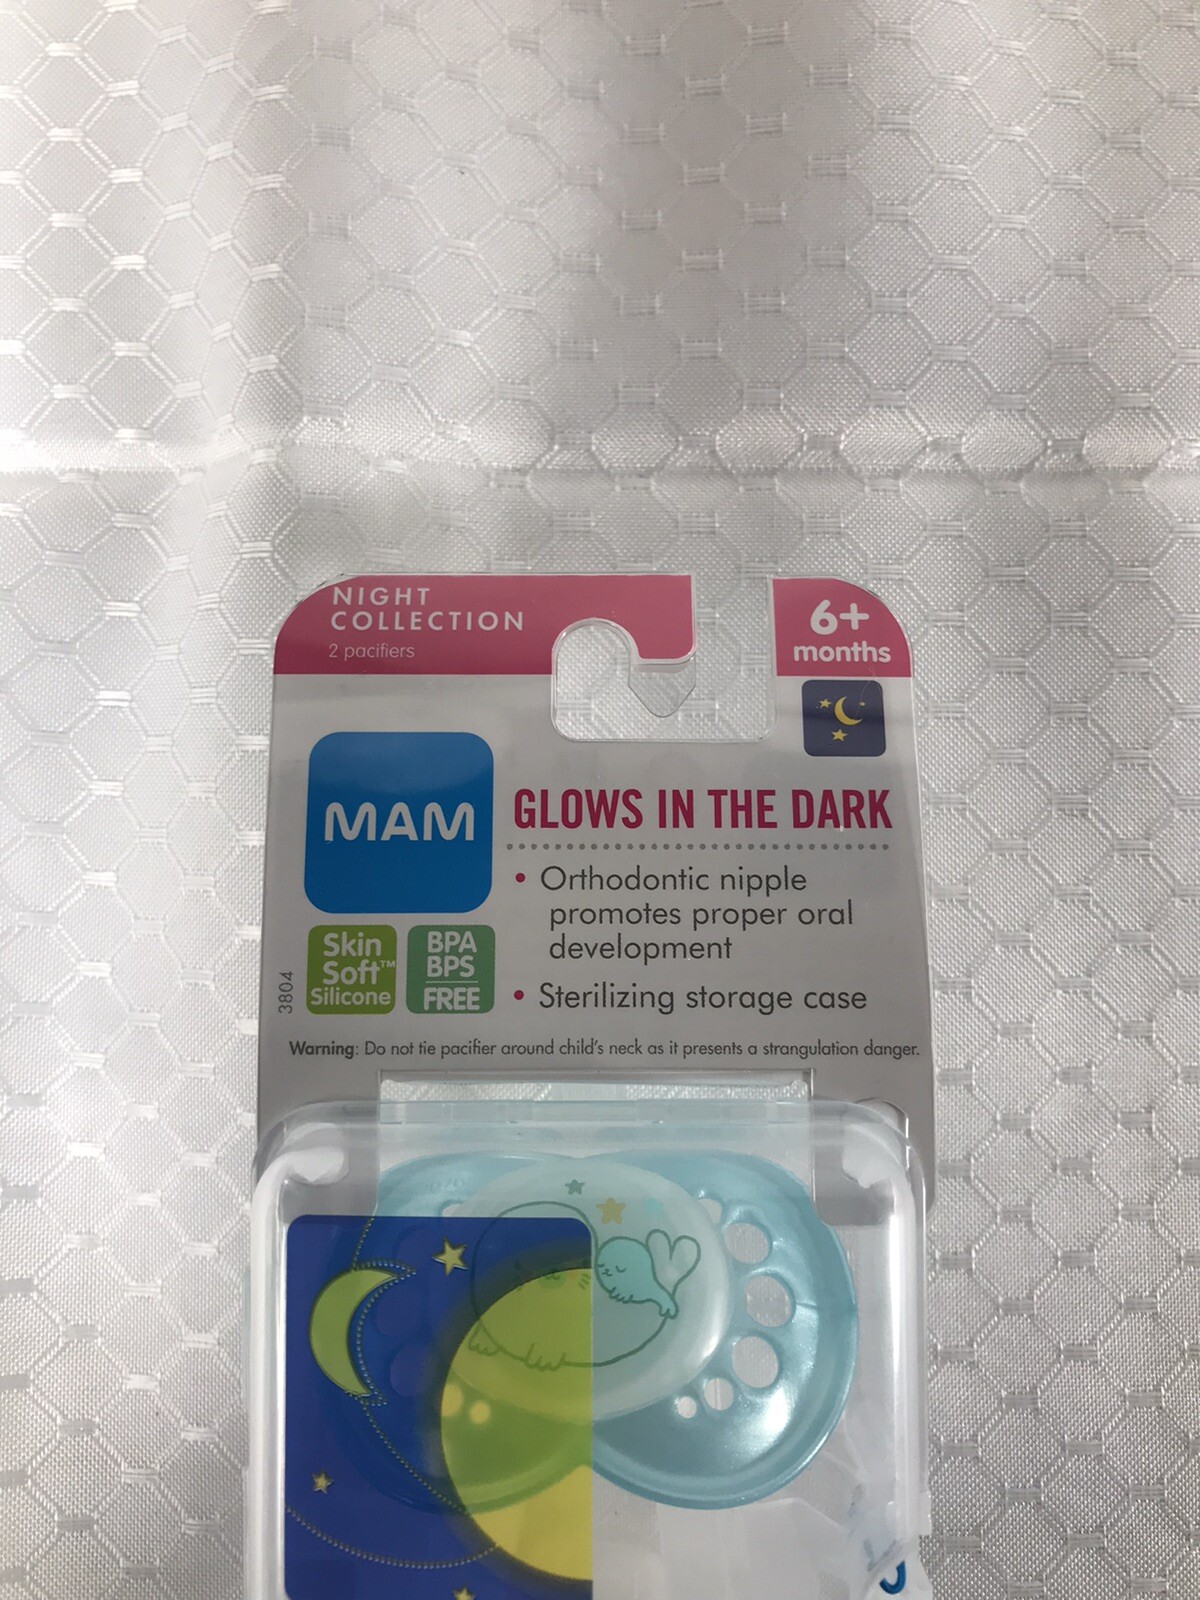 NIGHT
COLLECTION
2 pacifiers
6+
months
MAM
GLOWS IN THE DARK
• Orthodontic nipple
promotes proper oral
development
• Sterilizing storage case
Skin
Soft™
Silicone
BPA
BPS
FREE
3804
Warning: Do not tie pacifier around child's neck as it presents a strangulation danger.